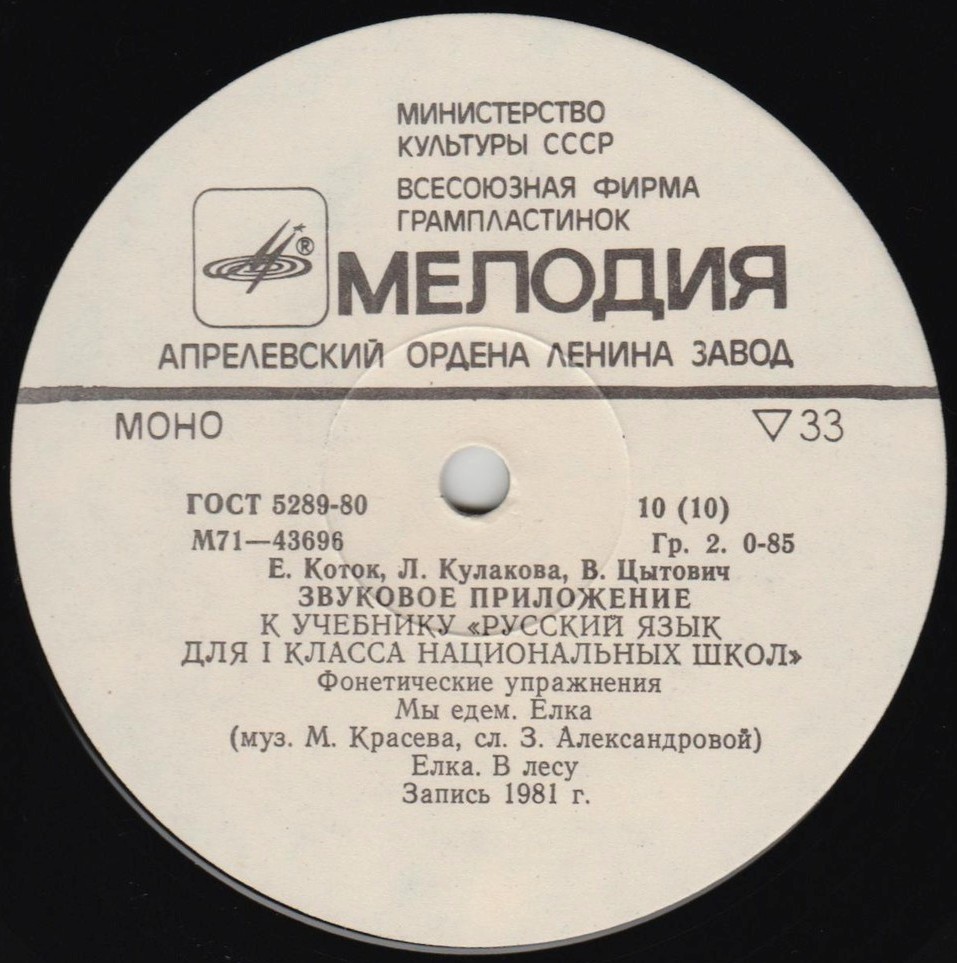 МИНИСТЕРСТВО
КУЛЬТУРЫ СССР
ВСЕСОЮЗНАЯ ФИРМА
ГРАМПЛАСТИНОК
®
МЕЛОДИЯ
АПРЕЛЕВСКИЙ ОРДЕНА ЛЕНИНА ЗАВОД
МОНО ▽33
ГОСТ 5289-80 10 (10)
М71—43696 Гр. 2. 0-85
Е. Коток, Л. Кулакова, В. Цытович
ЗВУКОВОЕ ПРИЛОЖЕНИЕ
К УЧЕБНИКУ «РУССКИЙ ЯЗЫК
ДЛЯ I КЛАССА НАЦИОНАЛЬНЫХ ШКОЛ»
Фонетические упражнения
Мы едем. Елка
(муз. М. Красева, сл. З. Александровой)
Елка. В лесу
Запись 1981 г.